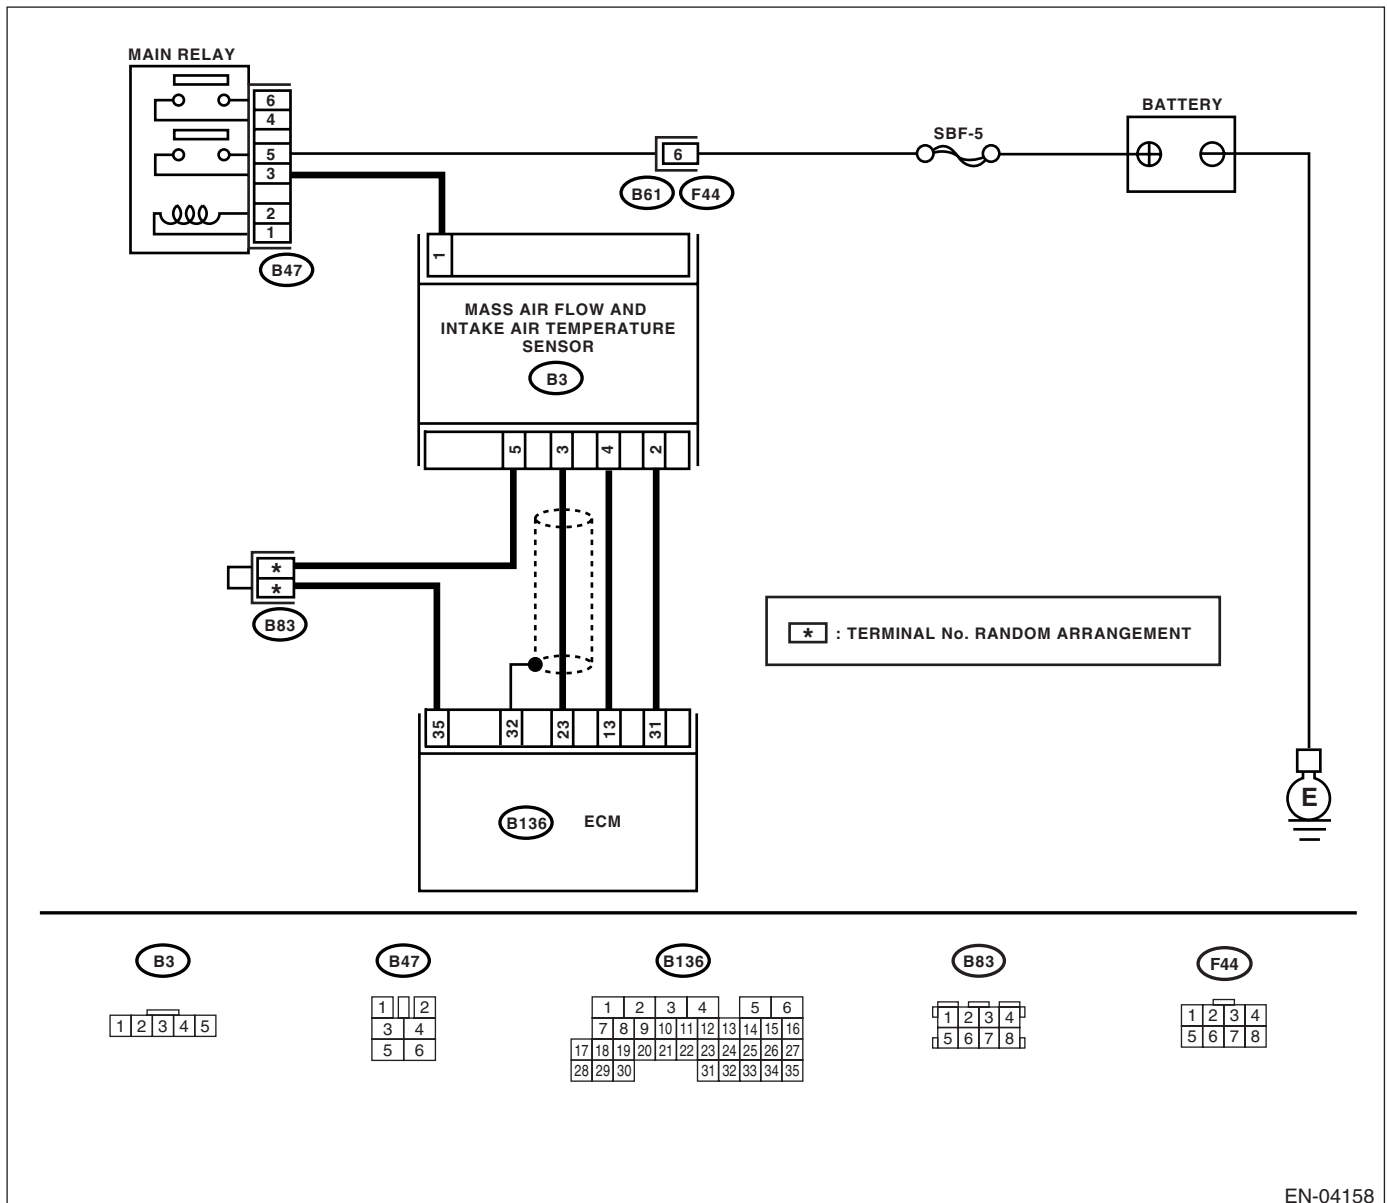 MAIN RELAY
6
4
5
3
2
1
B47
6
B61 F44
SBF-5
BATTERY
1
MASS AIR FLOW AND
INTAKE AIR TEMPERATURE
SENSOR
B3
5 3 4 2
*
*
B83
* : TERMINAL No. RANDOM ARRANGEMENT
35 32 23 13 31
B136 ECM
E
B3
1 2 3 4 5
B47
1 2
3 4
5 6
B136
1 2 3 4 5 6
7 8 9 10 11 12 13 14 15 16
17 18 19 20 21 22 23 24 25 26 27
28 29 30 31 32 33 34 35
B83
1 2 3 4
5 6 7 8
F44
1 2 3 4
5 6 7 8
EN-04158